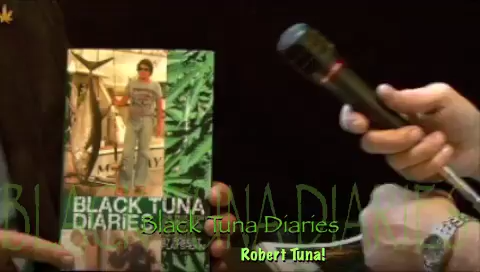 BLACK TUNA
DIARIES
BLACK TUNA DIARIES
Black Tuna Diaries
Robert Tuna!